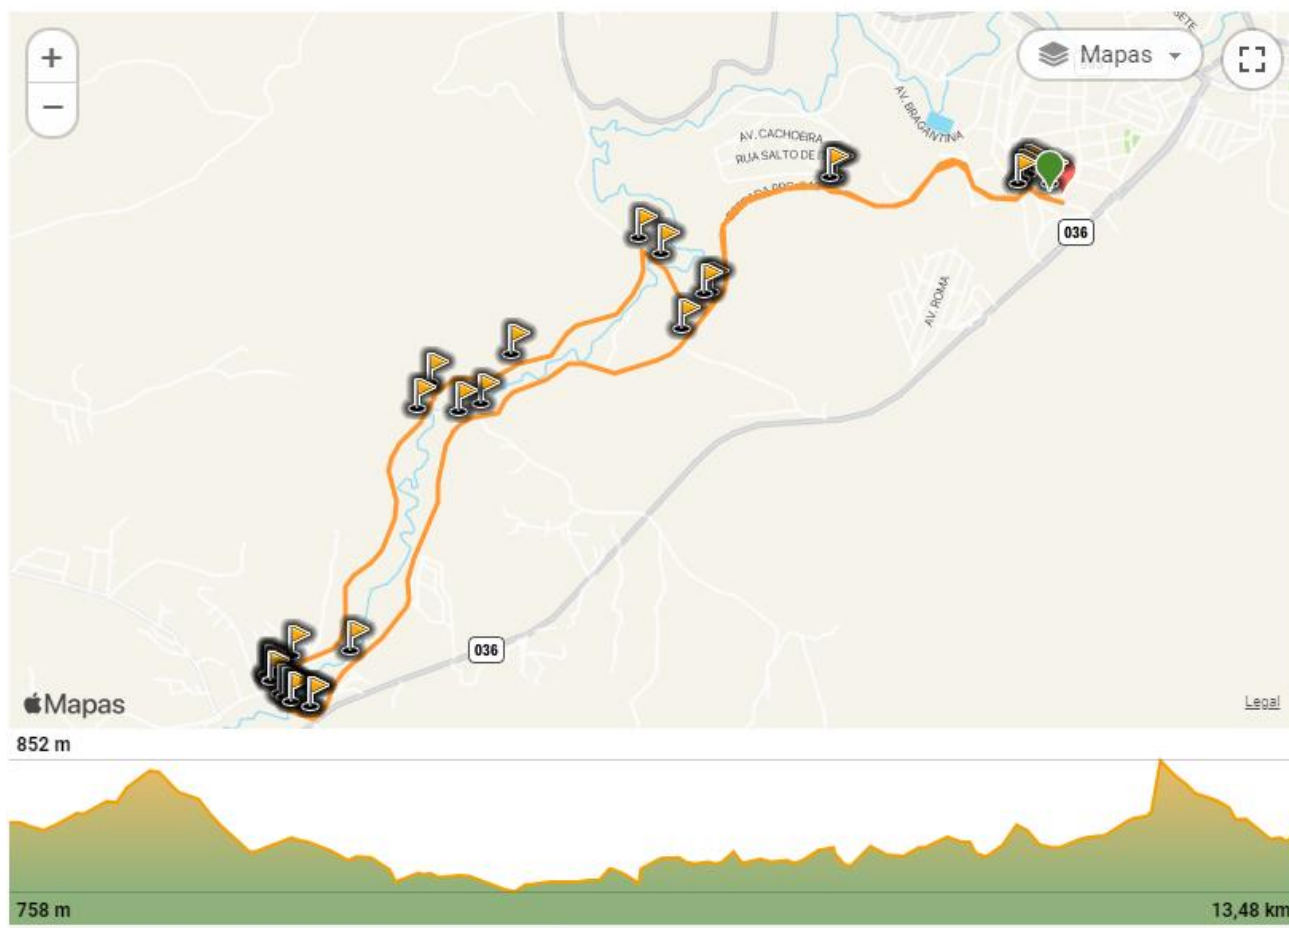 +
−
Mapas
AV. BRAGANTINA
AV. CACHOEIRA
RUA SALTO DE
036
AV. ROMA
036
Mapas
Legal
852 m
758 m
13,48 km